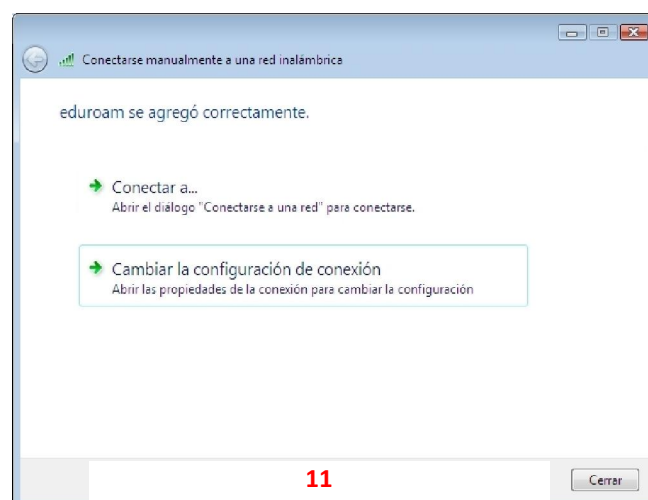 Conectarse manualmente a una red inalámbrica
eduroam se agregó correctamente.
Conectar a...
Abrir el diálogo "Conectarse a una red" para conectarse.
Cambiar la configuración de conexión
Abrir las propiedades de la conexión para cambiar la configuración
11
Cerrar